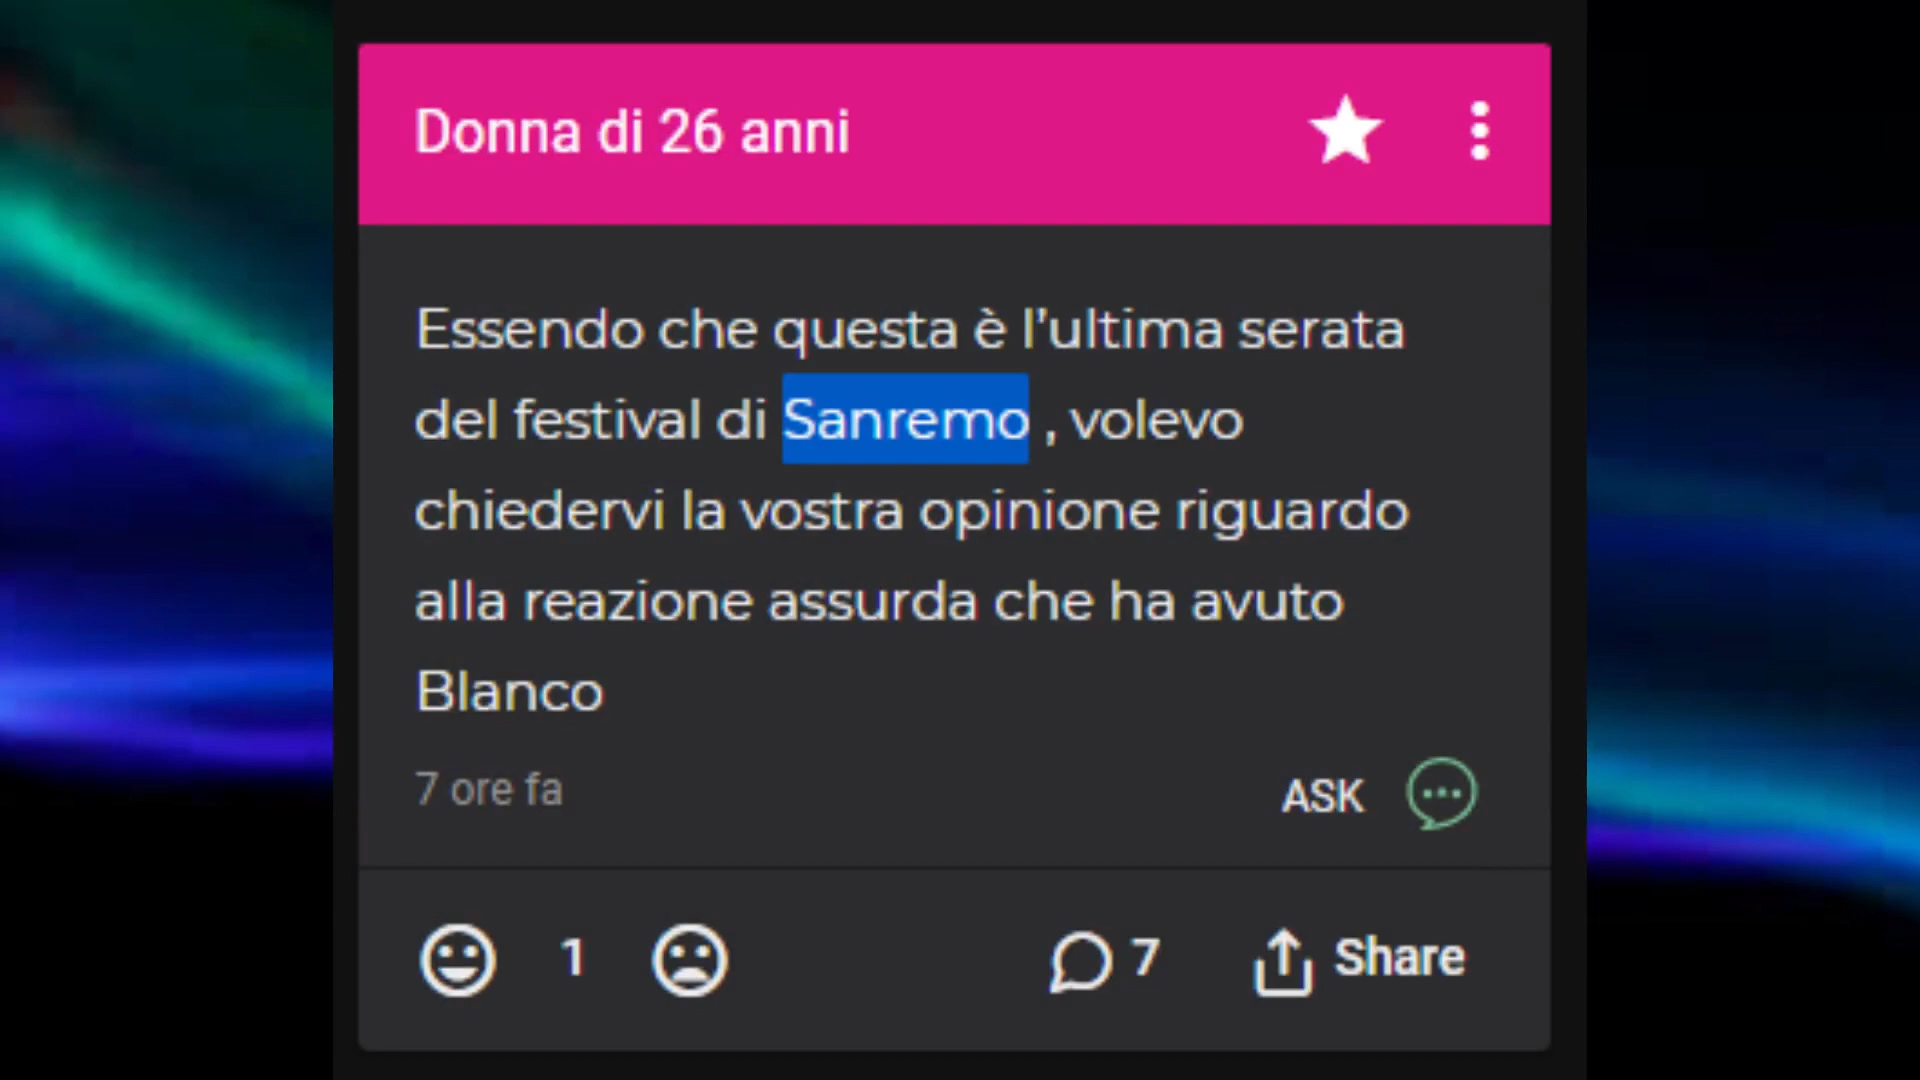 Donna di 26 anni
Essendo che questa è l’ultima serata
del festival di Sanremo , volevo
chiedervi la vostra opinione riguardo
alla reazione assurda che ha avuto
Blanco
7 ore fa
ASK
1
7
Share